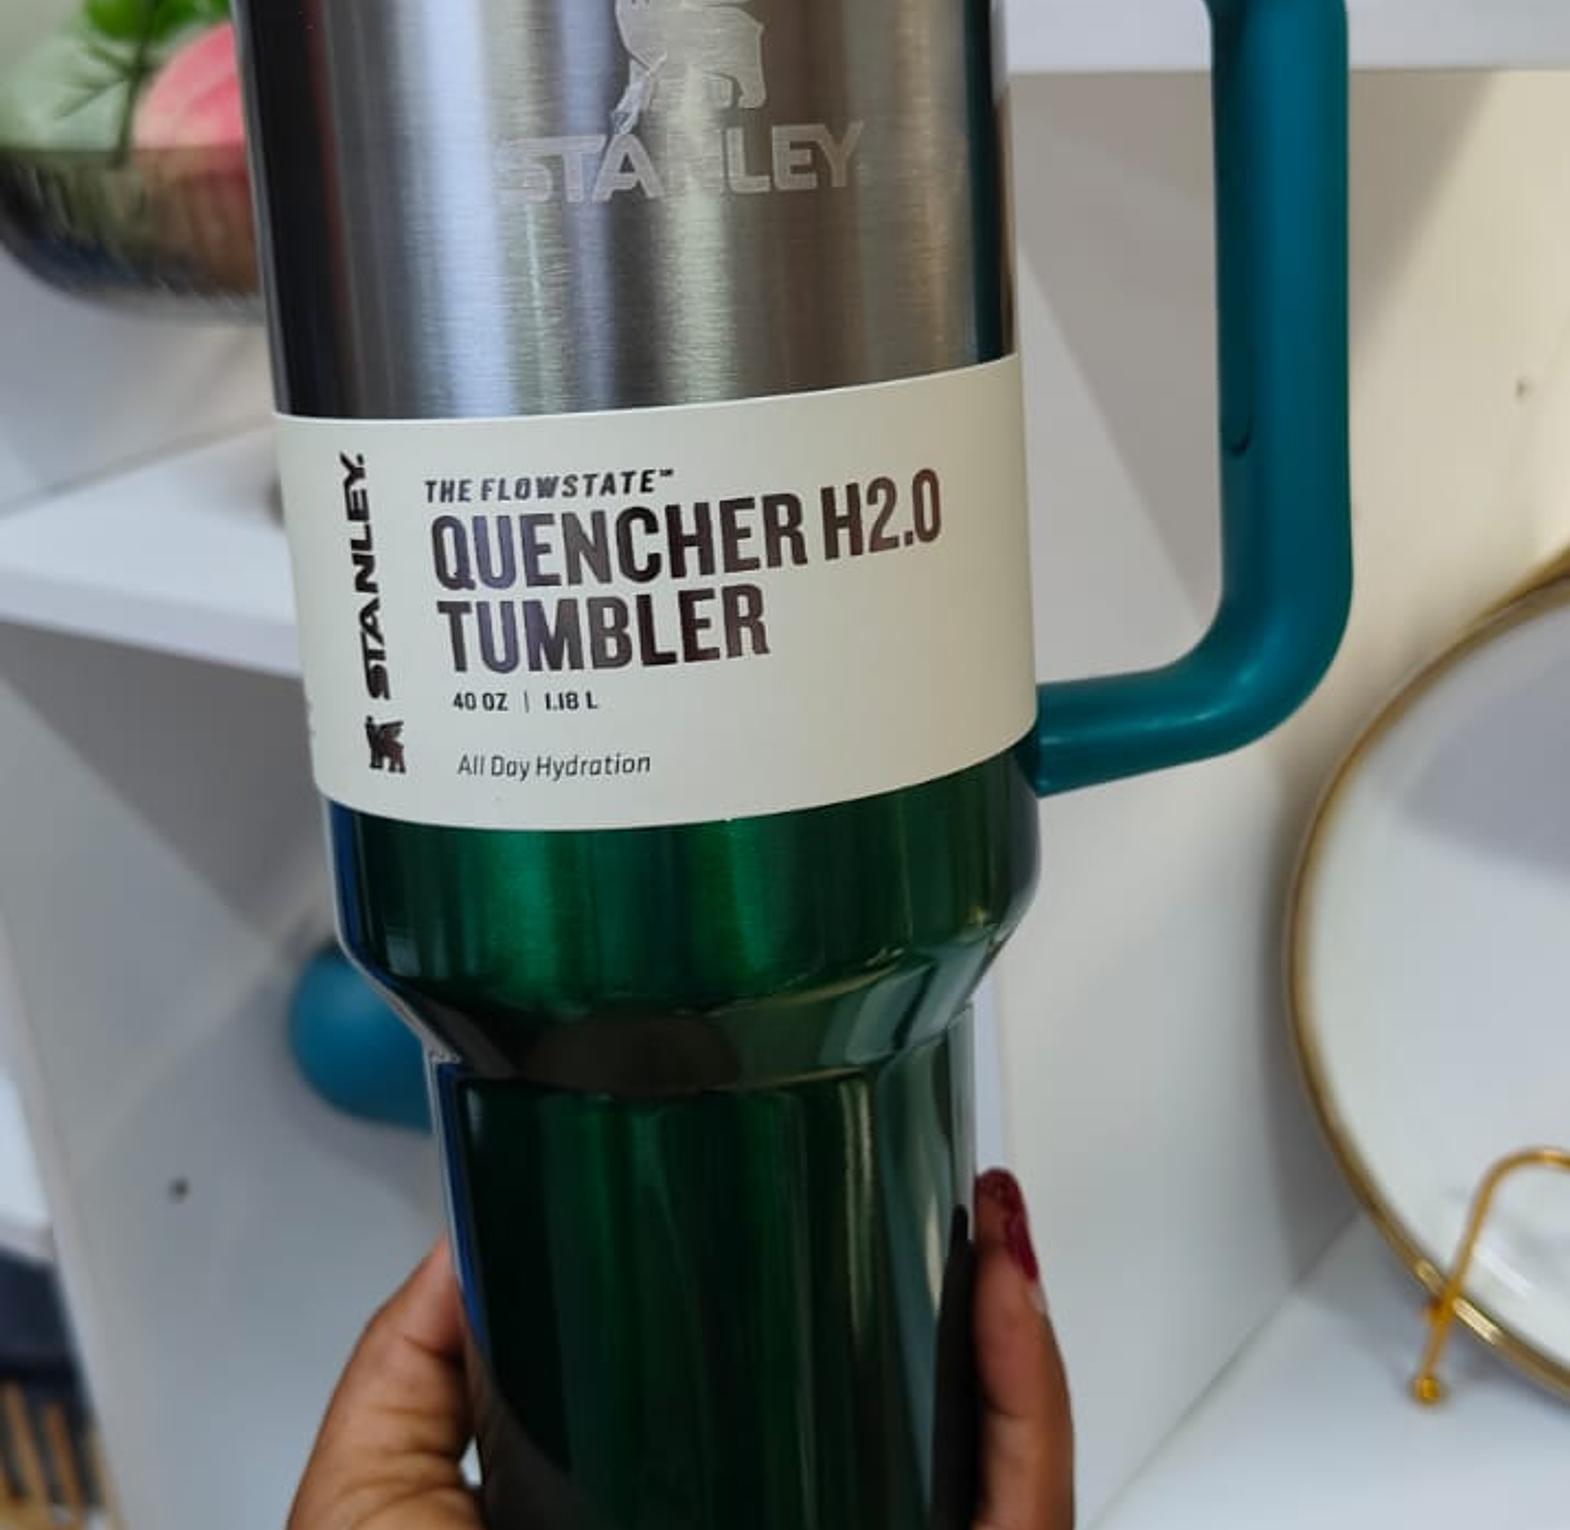 STANLEY
STANLEY.
THE FLOWSTATE™
QUENCHER H2.0
TUMBLER
40 OZ | 1.18 L
All Day Hydration